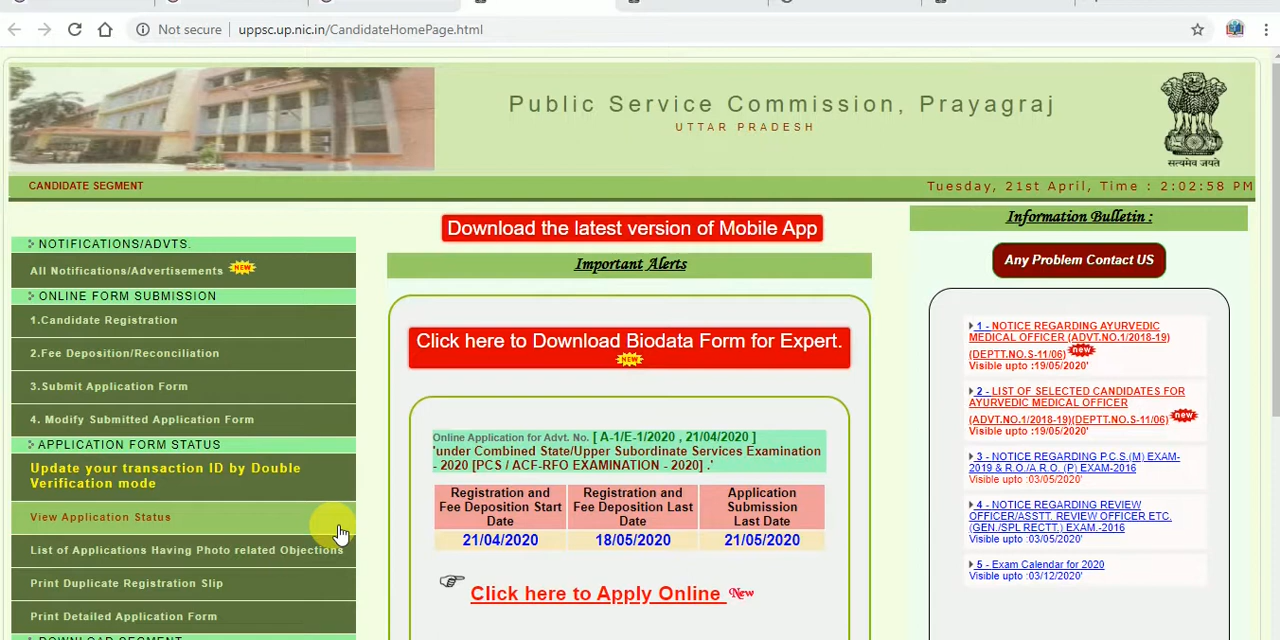 Not secure
uppsc.up.nic.in/CandidateHomePage.html
Public Service Commission, Prayagraj
UTTAR PRADESH
सत्यमेव जयते
CANDIDATE SEGMENT
Tuesday, 21st April, Time : 2:02:58 PM
NOTIFICATIONS/ADVTS.
All Notifications/Advertisements NEW
ONLINE FORM SUBMISSION
1.Candidate Registration
2.Fee Deposition/Reconciliation
3.Submit Application Form
4. Modify Submitted Application Form
APPLICATION FORM STATUS
Update your transaction ID by Double
Verification mode
View Application Status
List of Applications Having Photo related Objections
Print Duplicate Registration Slip
Print Detailed Application Form
DOWNLOAD SEGMENT
Download the latest version of Mobile App
Important Alerts
Click here to Download Biodata Form for Expert.
NEW
Online Application for Advt. No. [ A-1/E-1/2020 , 21/04/2020 ]
'under Combined State/Upper Subordinate Services Examination
- 2020 [PCS / ACF-RFO EXAMINATION - 2020] .'
Registration and
Fee Deposition Start
Date
Registration and
Fee Deposition Last
Date
Application
Submission
Last Date
21/04/2020
18/05/2020
21/05/2020
Click here to Apply Online New
Information Bulletin :
Any Problem Contact US
1 - NOTICE REGARDING AYURVEDIC
MEDICAL OFFICER (ADVT.NO.1/2018-19)
(DEPTT.NO.S-11/06) new
Visible upto :19/05/2020'
2 - LIST OF SELECTED CANDIDATES FOR
AYURVEDIC MEDICAL OFFICER
(ADVT.NO.1/2018-19)(DEPTT.NO.S-11/06) new
Visible upto :19/05/2020'
3 - NOTICE REGARDING P.C.S.(M) EXAM-
2019 & R.O./A.R.O. (P) EXAM-2016
Visible upto :03/05/2020'
4 - NOTICE REGARDING REVIEW
OFFICER/ASSTT. REVIEW OFFICER ETC.
(GEN./SPL RECTT.) EXAM.-2016
Visible upto :03/05/2020'
5 - Exam Calendar for 2020
Visible upto :03/12/2020'